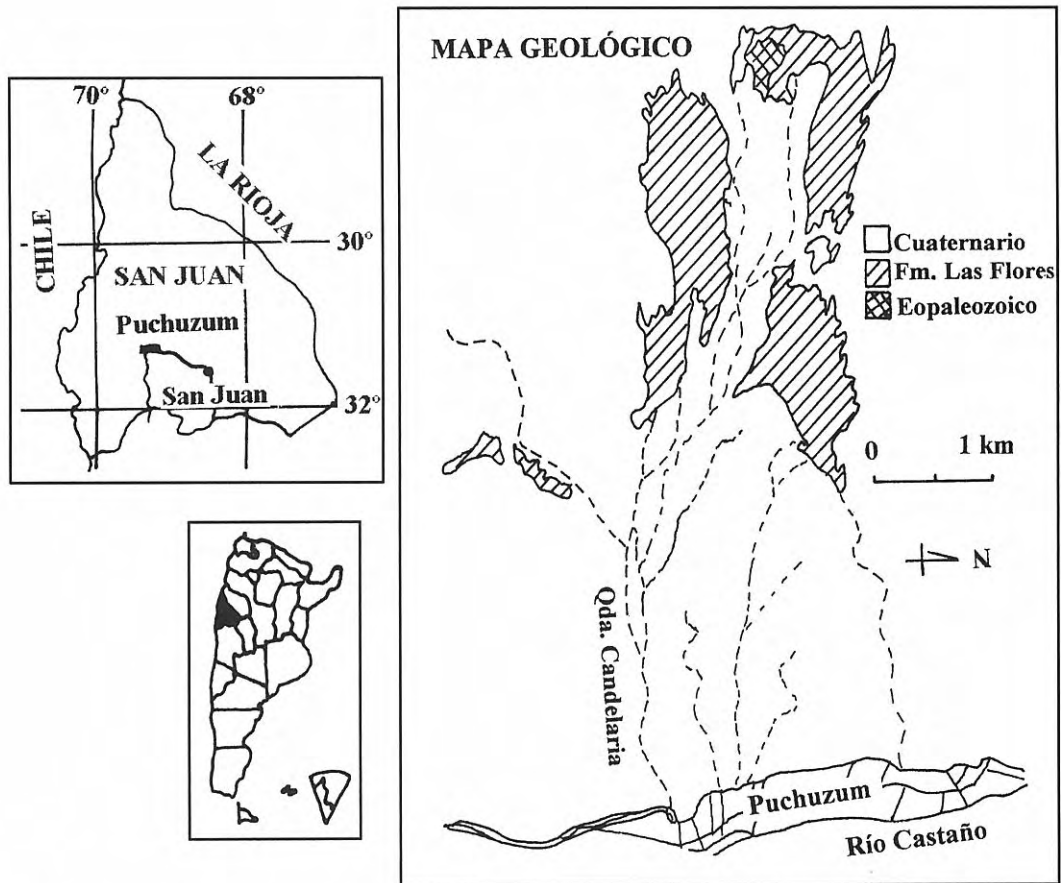 70°
68°
LA RIOJA
CHILE
30°
SAN JUAN
Puchuzum
San Juan
32°
MAPA GEOLÓGICO
Cuaternario
Fm. Las Flores
Eopaleozoico
0 1 km
N
Qda. Candelaria
Puchuzum
Río Castaño